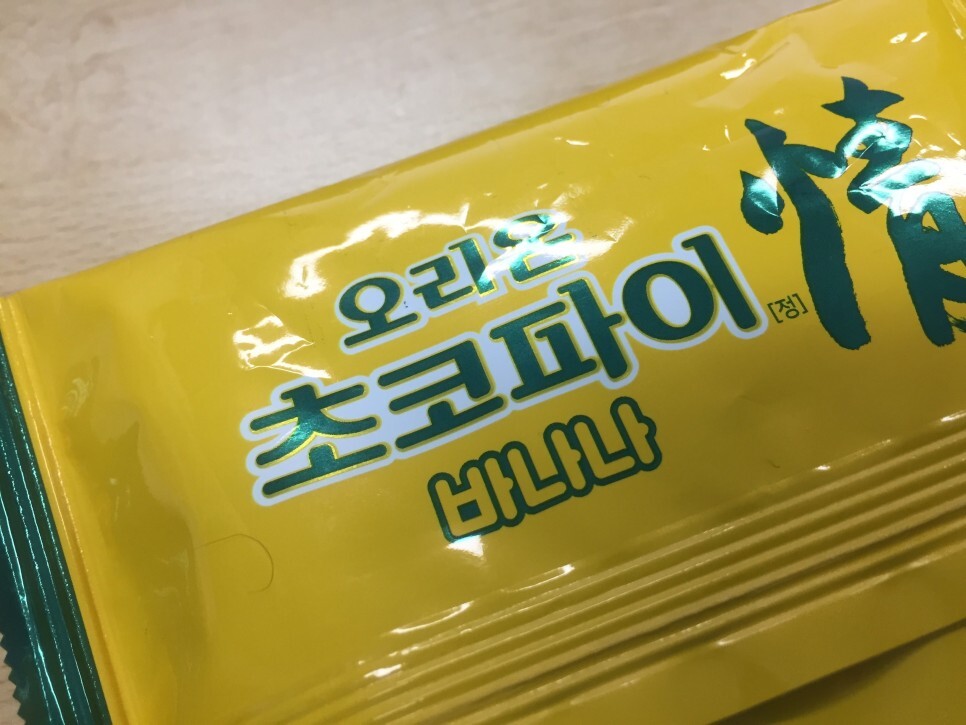 오리온
초코파이 [정] 情
바나나